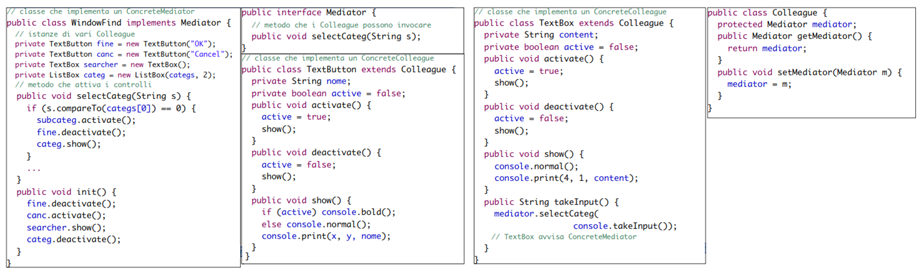 // classe che implementa un ConcreteMediator
public class WindowFind implements Mediator {
// istanze di vari Colleague
private TextButton fine = new TextButton("OK");
private TextButton canc = new TextButton("Cancel");
private TextBox searcher = new TextBox();
private ListBox categ = new ListBox(categs, 2);
// metodo che attiva i controlli
public void selectCateg(String s) {
if (s.compareTo(categs[0]) == 0) {
subcateg.activate();
fine.deactivate();
categ.show();
}
...
}
public void init() {
fine.deactivate();
canc.activate();
searcher.show();
categ.deactivate();
}
}
public interface Mediator {
// metodo che i Colleague possono invocare
public void selectCateg(String s);
}
// classe che implementa un ConcreteColleague
public class TextButton extends Colleague {
private String nome;
private boolean active = false;
public void activate() {
active = true;
show();
}
public void deactivate() {
active = false;
show();
}
public void show() {
if (active) console.bold();
else console.normal();
console.print(x, y, nome);
}
}
// classe che implementa un ConcreteColleague
public class TextBox extends Colleague {
private String content;
private boolean active = false;
public void activate() {
active = true;
show();
}
public void deactivate() {
active = false;
show();
}
public void show() {
console.normal();
console.print(4, 1, content);
}
public String takeInput() {
mediator.selectCateg(
console.takeInput());
// TextBox avvisa ConcreteMediator
}
}
public class Colleague {
protected Mediator mediator;
public Mediator getMediator() {
return mediator;
}
public void setMediator(Mediator m) {
mediator = m;
}
}